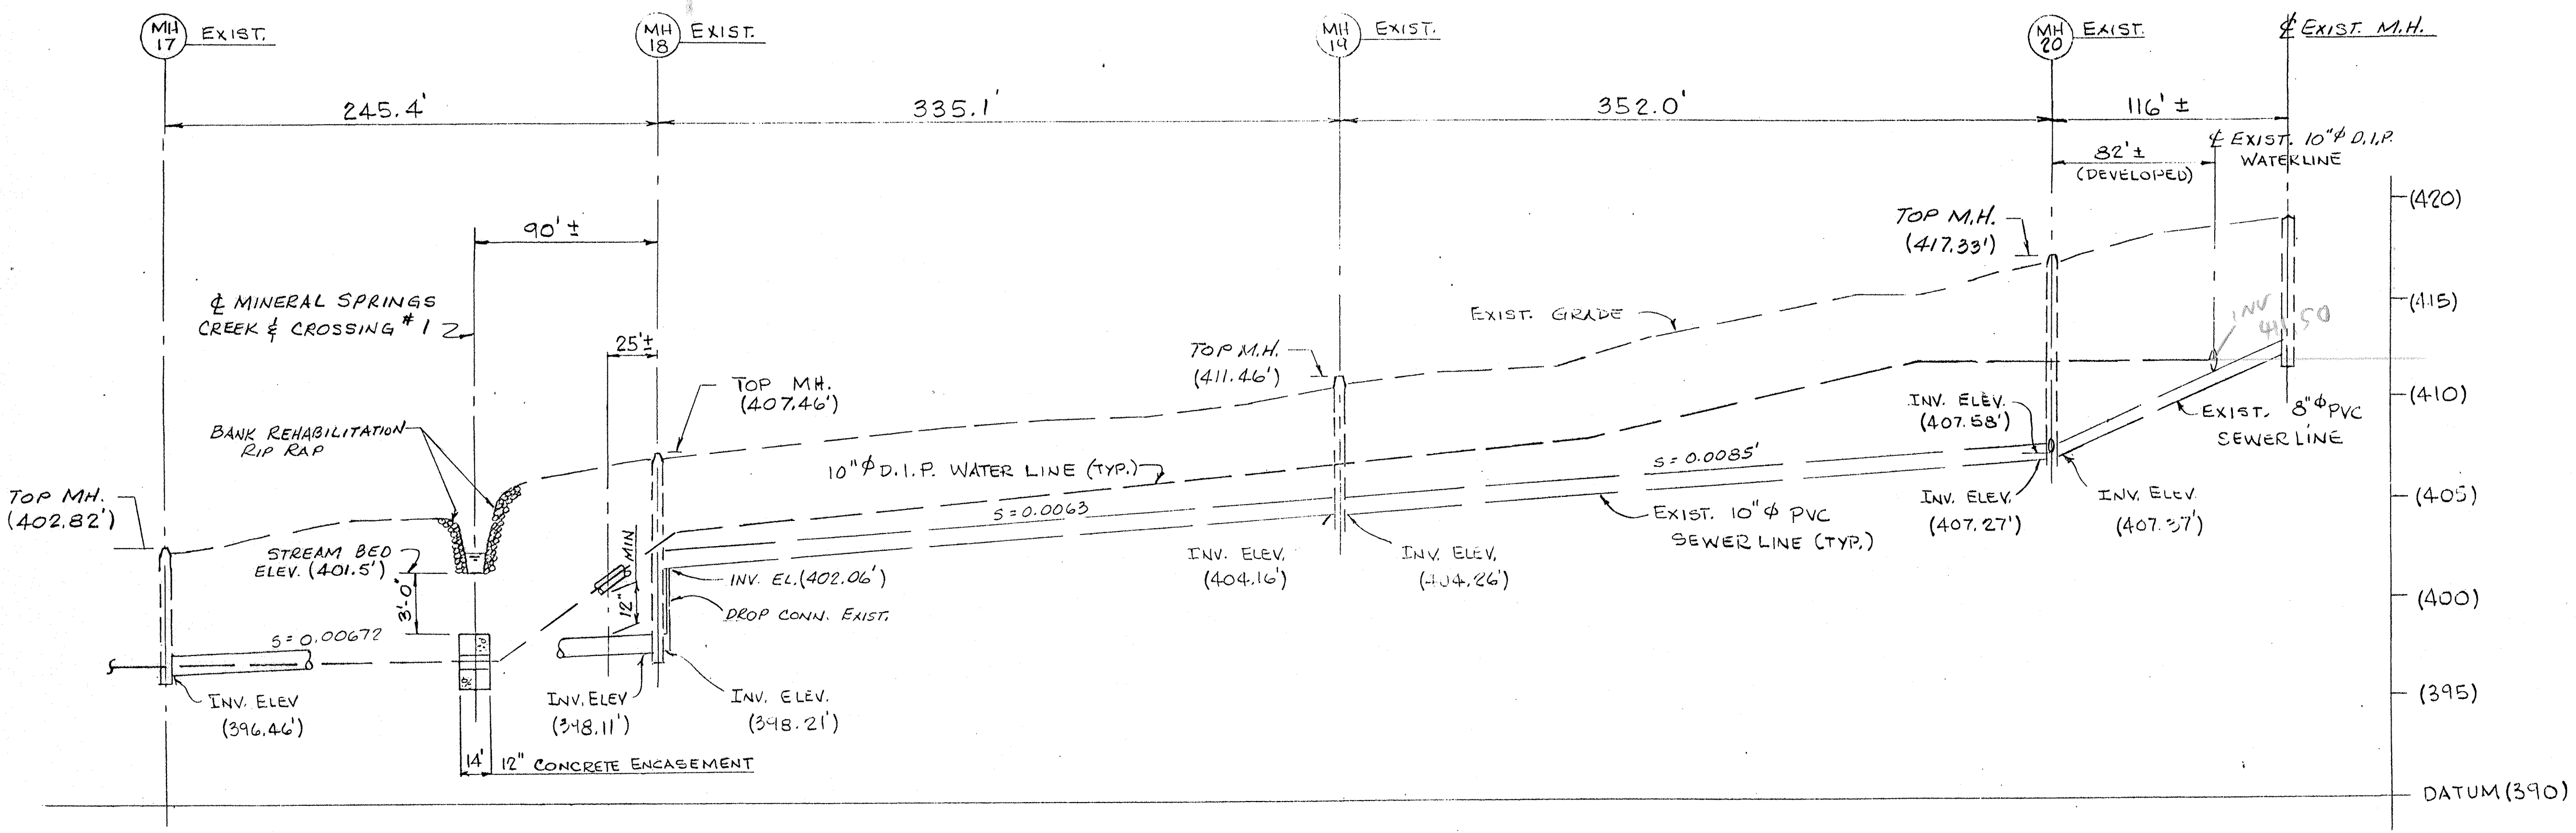 MH 17 EXIST.
MH 18 EXIST.
MH 19 EXIST.
MH 20 EXIST.
℄ EXIST. M.H.
245.4'
335.1'
352.0'
116' ±
82' ±
(DEVELOPED)
℄ EXIST. 10"φ D.I.P.
WATERLINE
90' ±
25' ±
℄ MINERAL SPRINGS
CREEK & CROSSING #1
TOP M.H.
(417.33')
(420)
(415)
(410)
(405)
(400)
(395)
DATUM (390)
INV
411.50
EXIST. GRADE
TOP M.H.
(411.46')
TOP MH.
(407.46')
BANK REHABILITATION
RIP RAP
TOP MH.
(402.82')
STREAM BED
ELEV. (401.5')
3'-0"
12" MIN
10"φ D.I.P. WATER LINE (TYP.)
S=0.0063
S=0.0085'
INV. ELEV.
(407.58')
EXIST. 8"φ PVC
SEWER LINE
INV. ELEV.
(407.27')
INV. ELEV.
(407.37')
EXIST. 10"φ PVC
SEWER LINE (TYP.)
INV. ELEV.
(404.16')
INV. ELEV.
(404.26')
INV. EL. (402.06')
DROP CONN. EXIST.
S=0.00672
INV. ELEV
(396.46')
INV. ELEV
(398.11')
INV. ELEV.
(398.21')
14'
12" CONCRETE ENCASEMENT